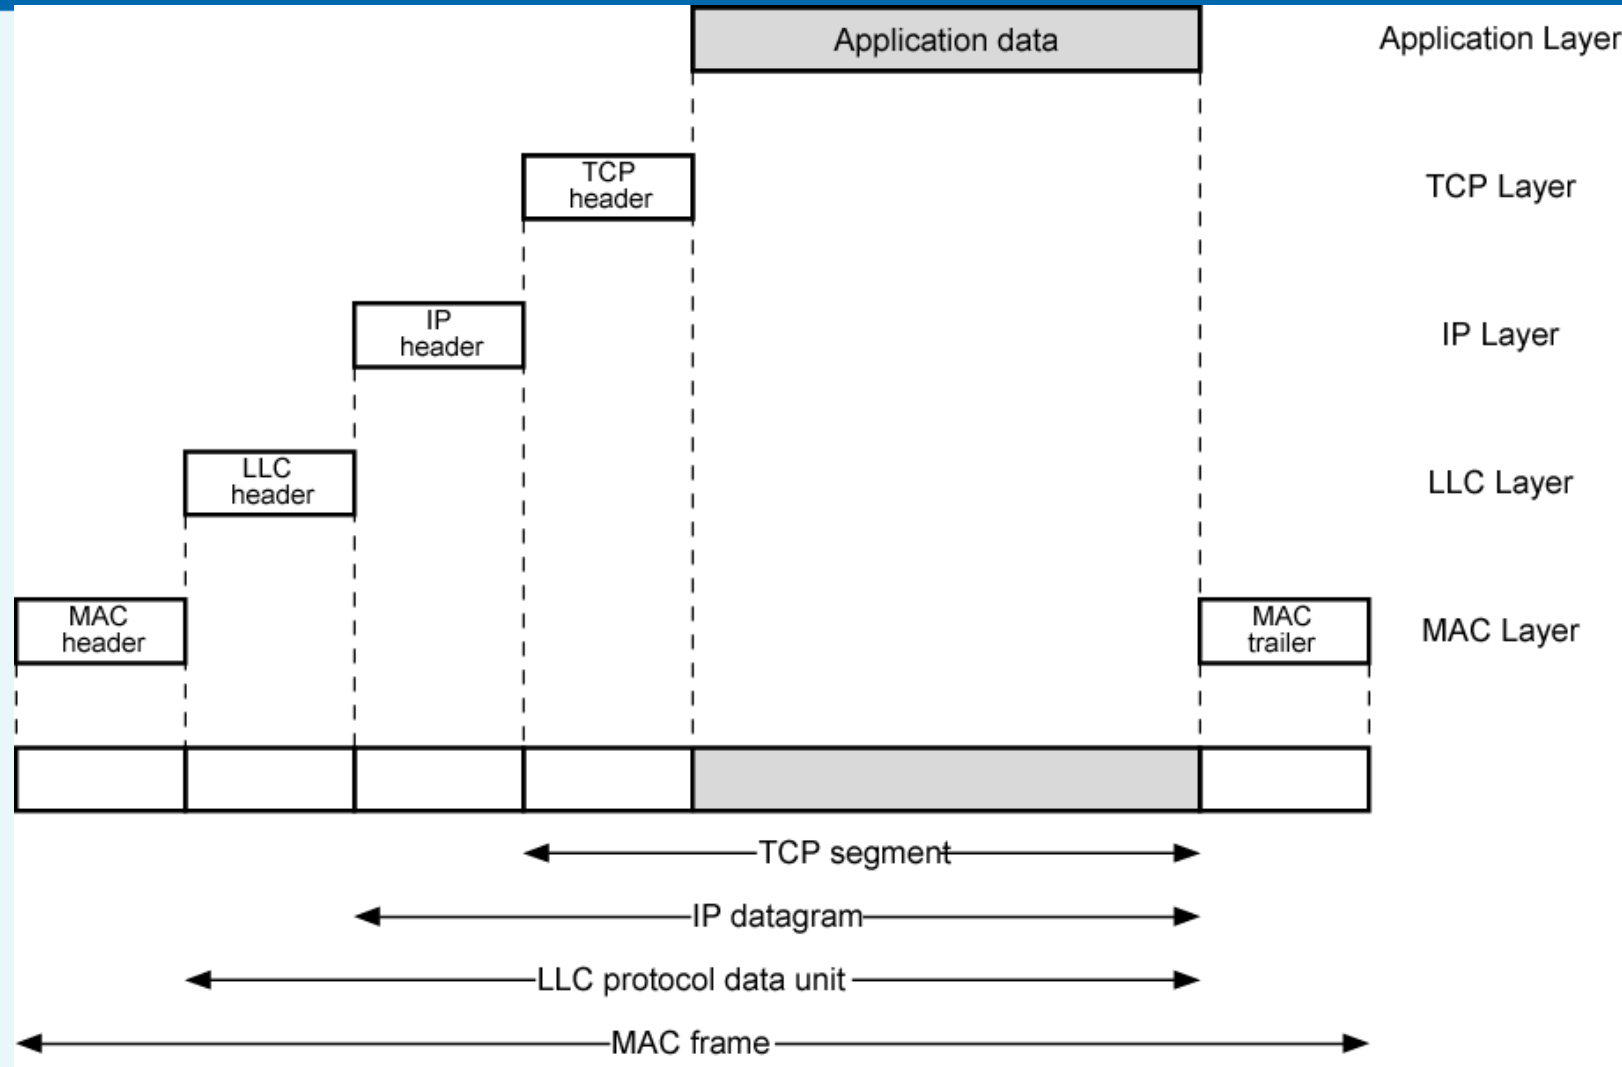 Application data
Application Layer
TCP
header
TCP Layer
IP
header
IP Layer
LLC
header
LLC Layer
MAC
header
MAC
trailer
MAC Layer
TCP segment
IP datagram
LLC protocol data unit
MAC frame